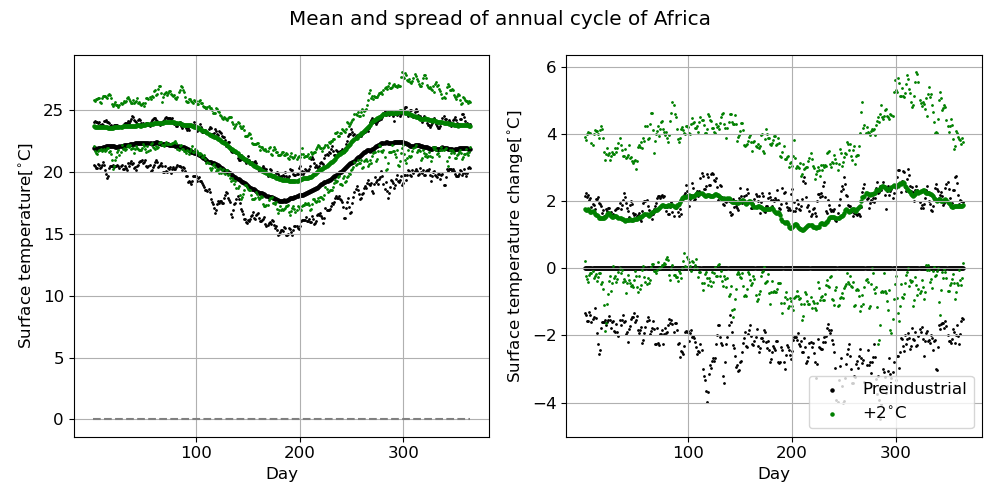 Mean and spread of annual cycle of Africa
Surface temperature[°C]
25
20
15
10
5
0
100
200
300
Day
Surface temperature change[°C]
6
4
2
0
−2
−4
100
200
300
Day
Preindustrial
+2°C